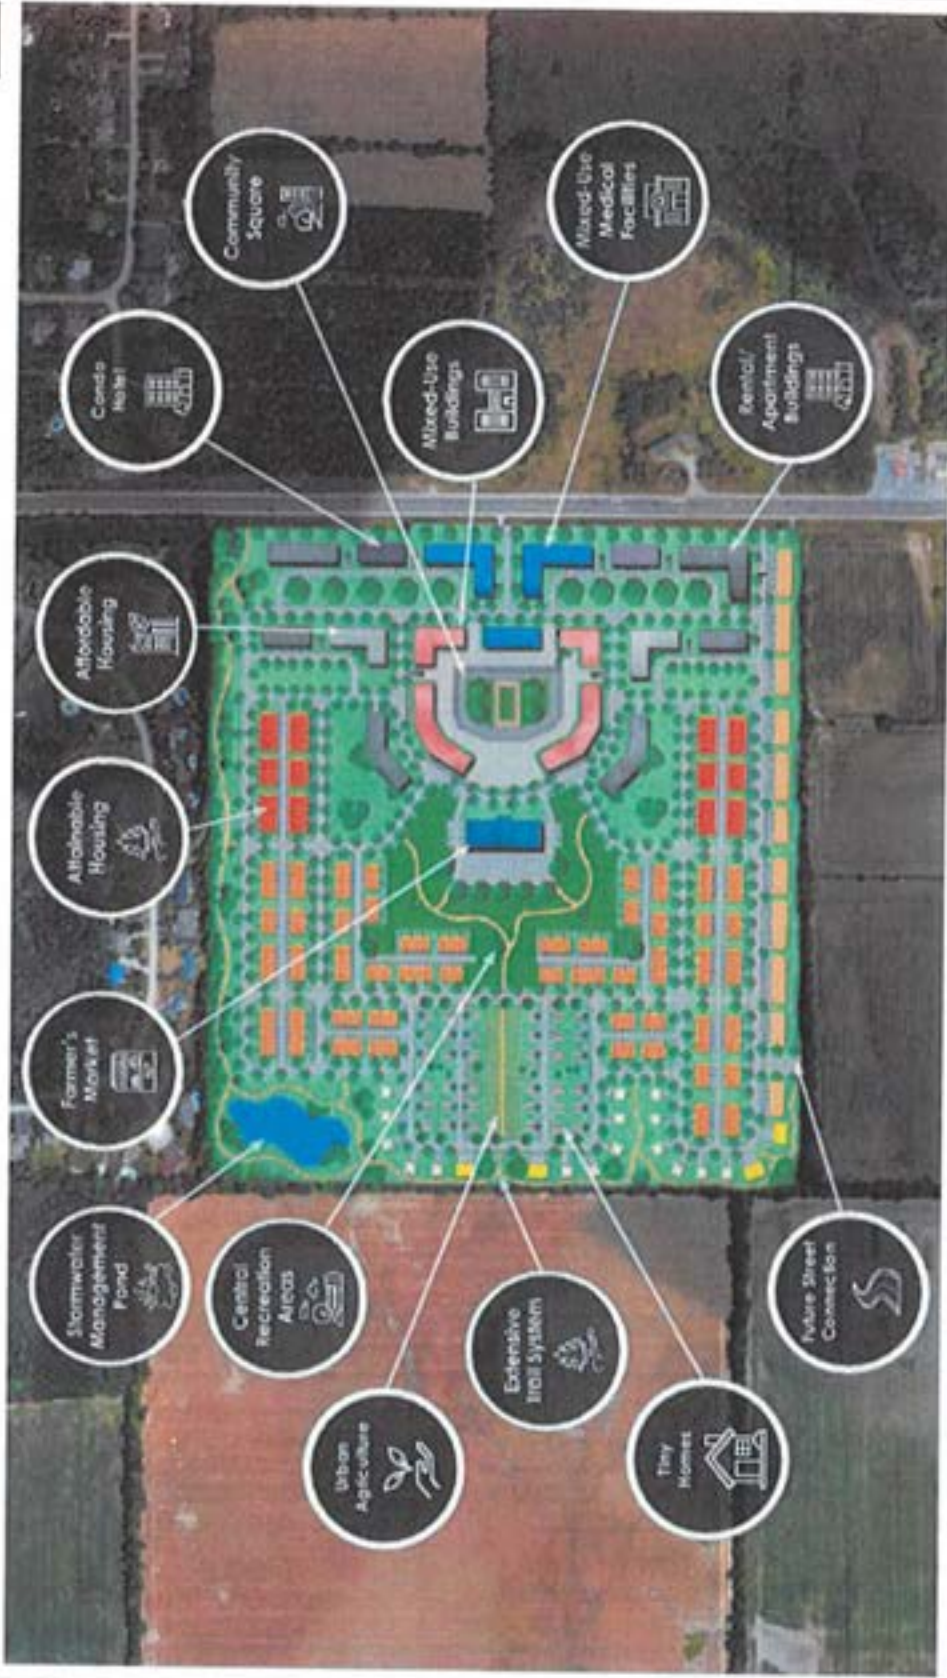 Stormwater
Management
Pond
Farmer's
Market
Attainable
Housing
Affordable
Housing
Condo
Hotel
Community
Square
Central
Recreation
Areas
Urban
Agriculture
Mixed-Use
Buildings
Extensive
Trail System
Mixed-Use
Medical
Facilities
Tiny
Homes
Rental/
Apartment
Buildings
Future Street
Connection